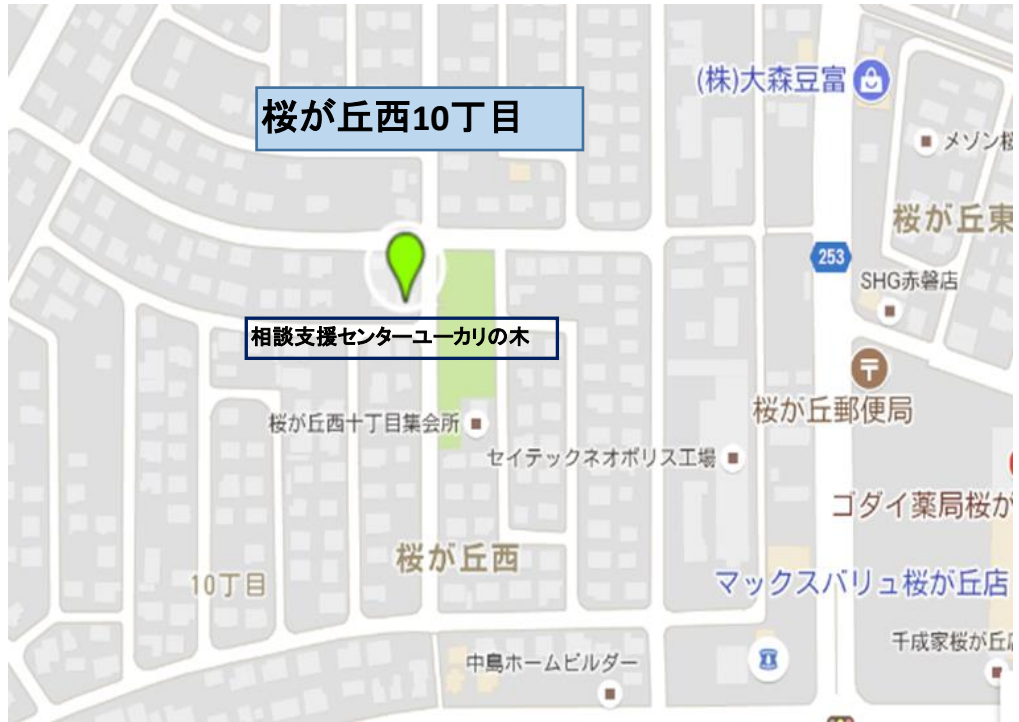 (株)大森豆富
桜が丘西10丁目
メゾン桜
桜が丘東
253
SHG赤磐店
相談支援センターユーカリの木
〒
桜が丘郵便局
桜が丘西十丁目集会所
セイテックネオポリス工場
ゴダイ薬局桜が
桜が丘西
10丁目
マックスバリュ桜が丘店
千成家桜が丘店
中島ホームビルダー